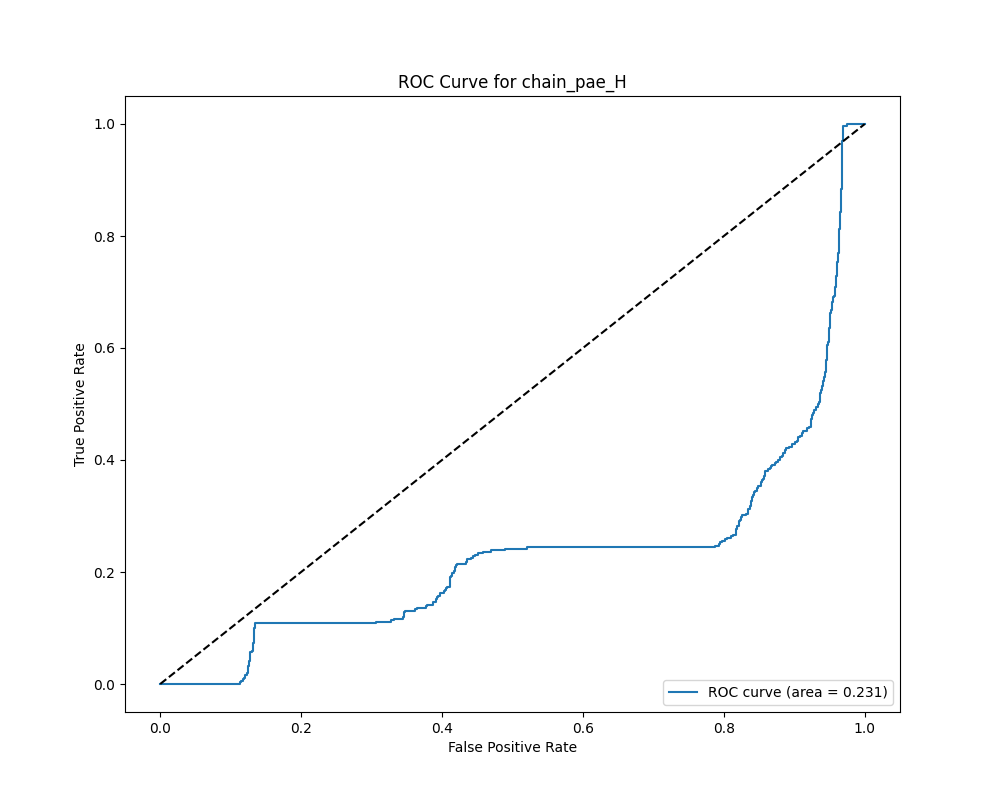 ROC Curve for chain_pae_H
True Positive Rate
1.0
0.8
0.6
0.4
0.2
0.0
ROC curve (area = 0.231)
0.0 0.2 0.4 0.6 0.8 1.0
False Positive Rate